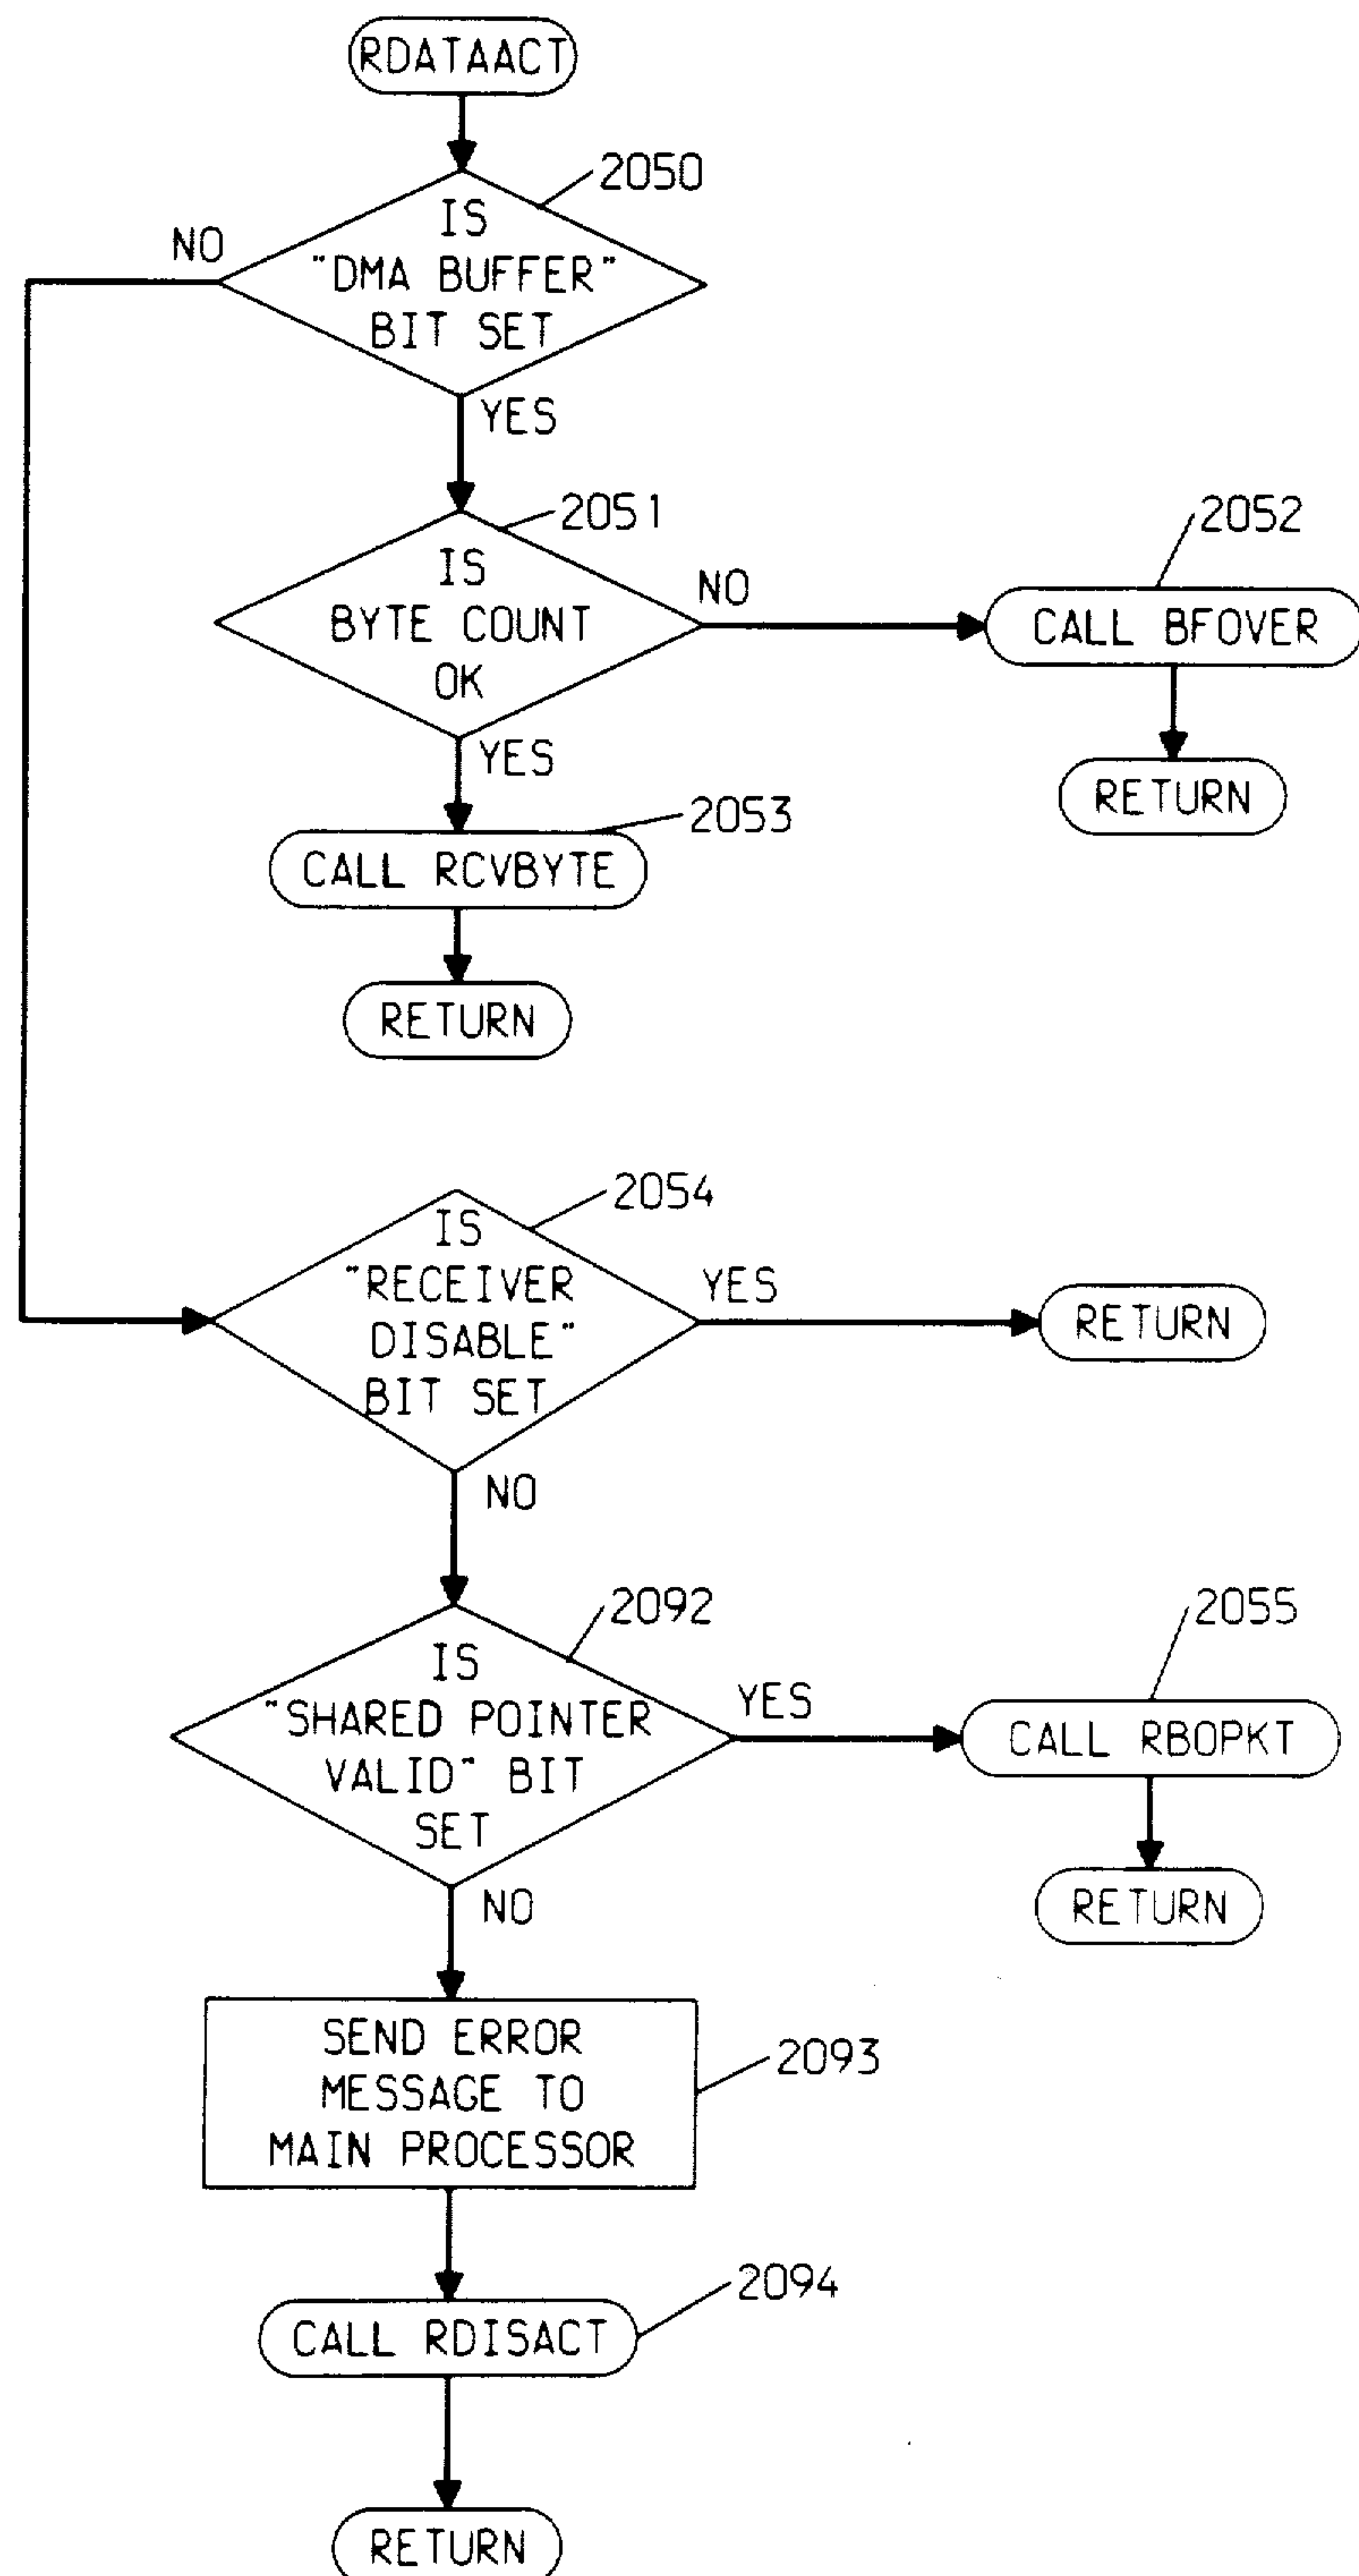 RDATAACT
2050
IS
"DMA BUFFER"
BIT SET
NO
YES
2051
IS
BYTE COUNT
OK
NO
2052
CALL BFOVER
RETURN
YES
2053
CALL RCVBYTE
RETURN
2054
IS
"RECEIVER
DISABLE"
BIT SET
YES
RETURN
NO
2092
IS
"SHARED POINTER
VALID" BIT
SET
YES
2055
CALL RBOPKT
RETURN
NO
SEND ERROR
MESSAGE TO
MAIN PROCESSOR
2093
2094
CALL RDISACT
RETURN